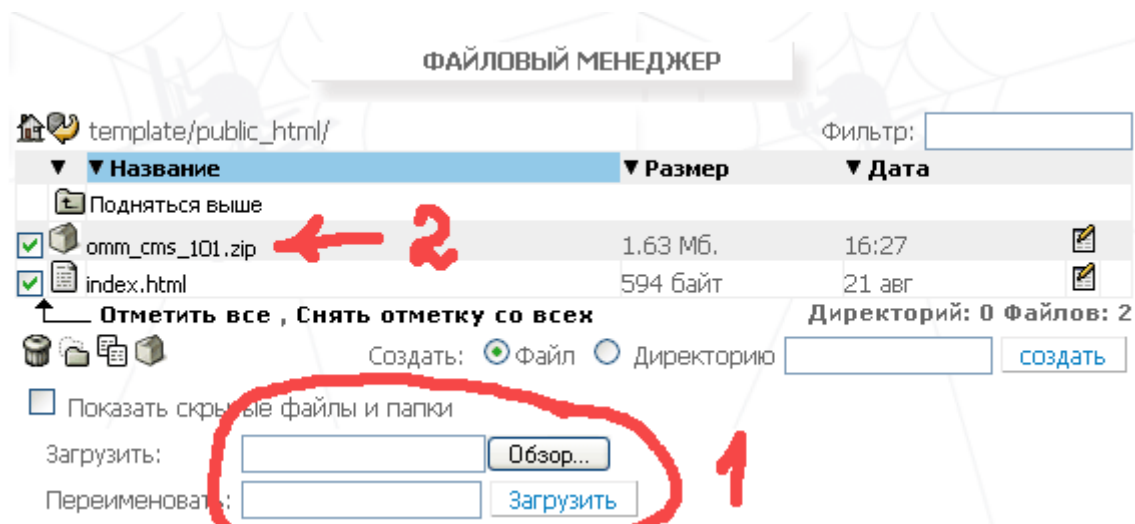 ФАЙЛОВЫЙ МЕНЕДЖЕР
template/public_html/ Фильтр:
▼ ▼ Название ▼ Размер ▼ Дата
Подняться выше
omm_cms_101.zip 2 1.63 Мб. 16:27
index.html 594 байт 21 авг
Отметить все , Снять отметку со всех Директорий: 0 Файлов: 2
Создать: Файл Директорию создать
Показать скрытые файлы и папки
Загрузить: Обзор... 1
Переименовать: Загрузить